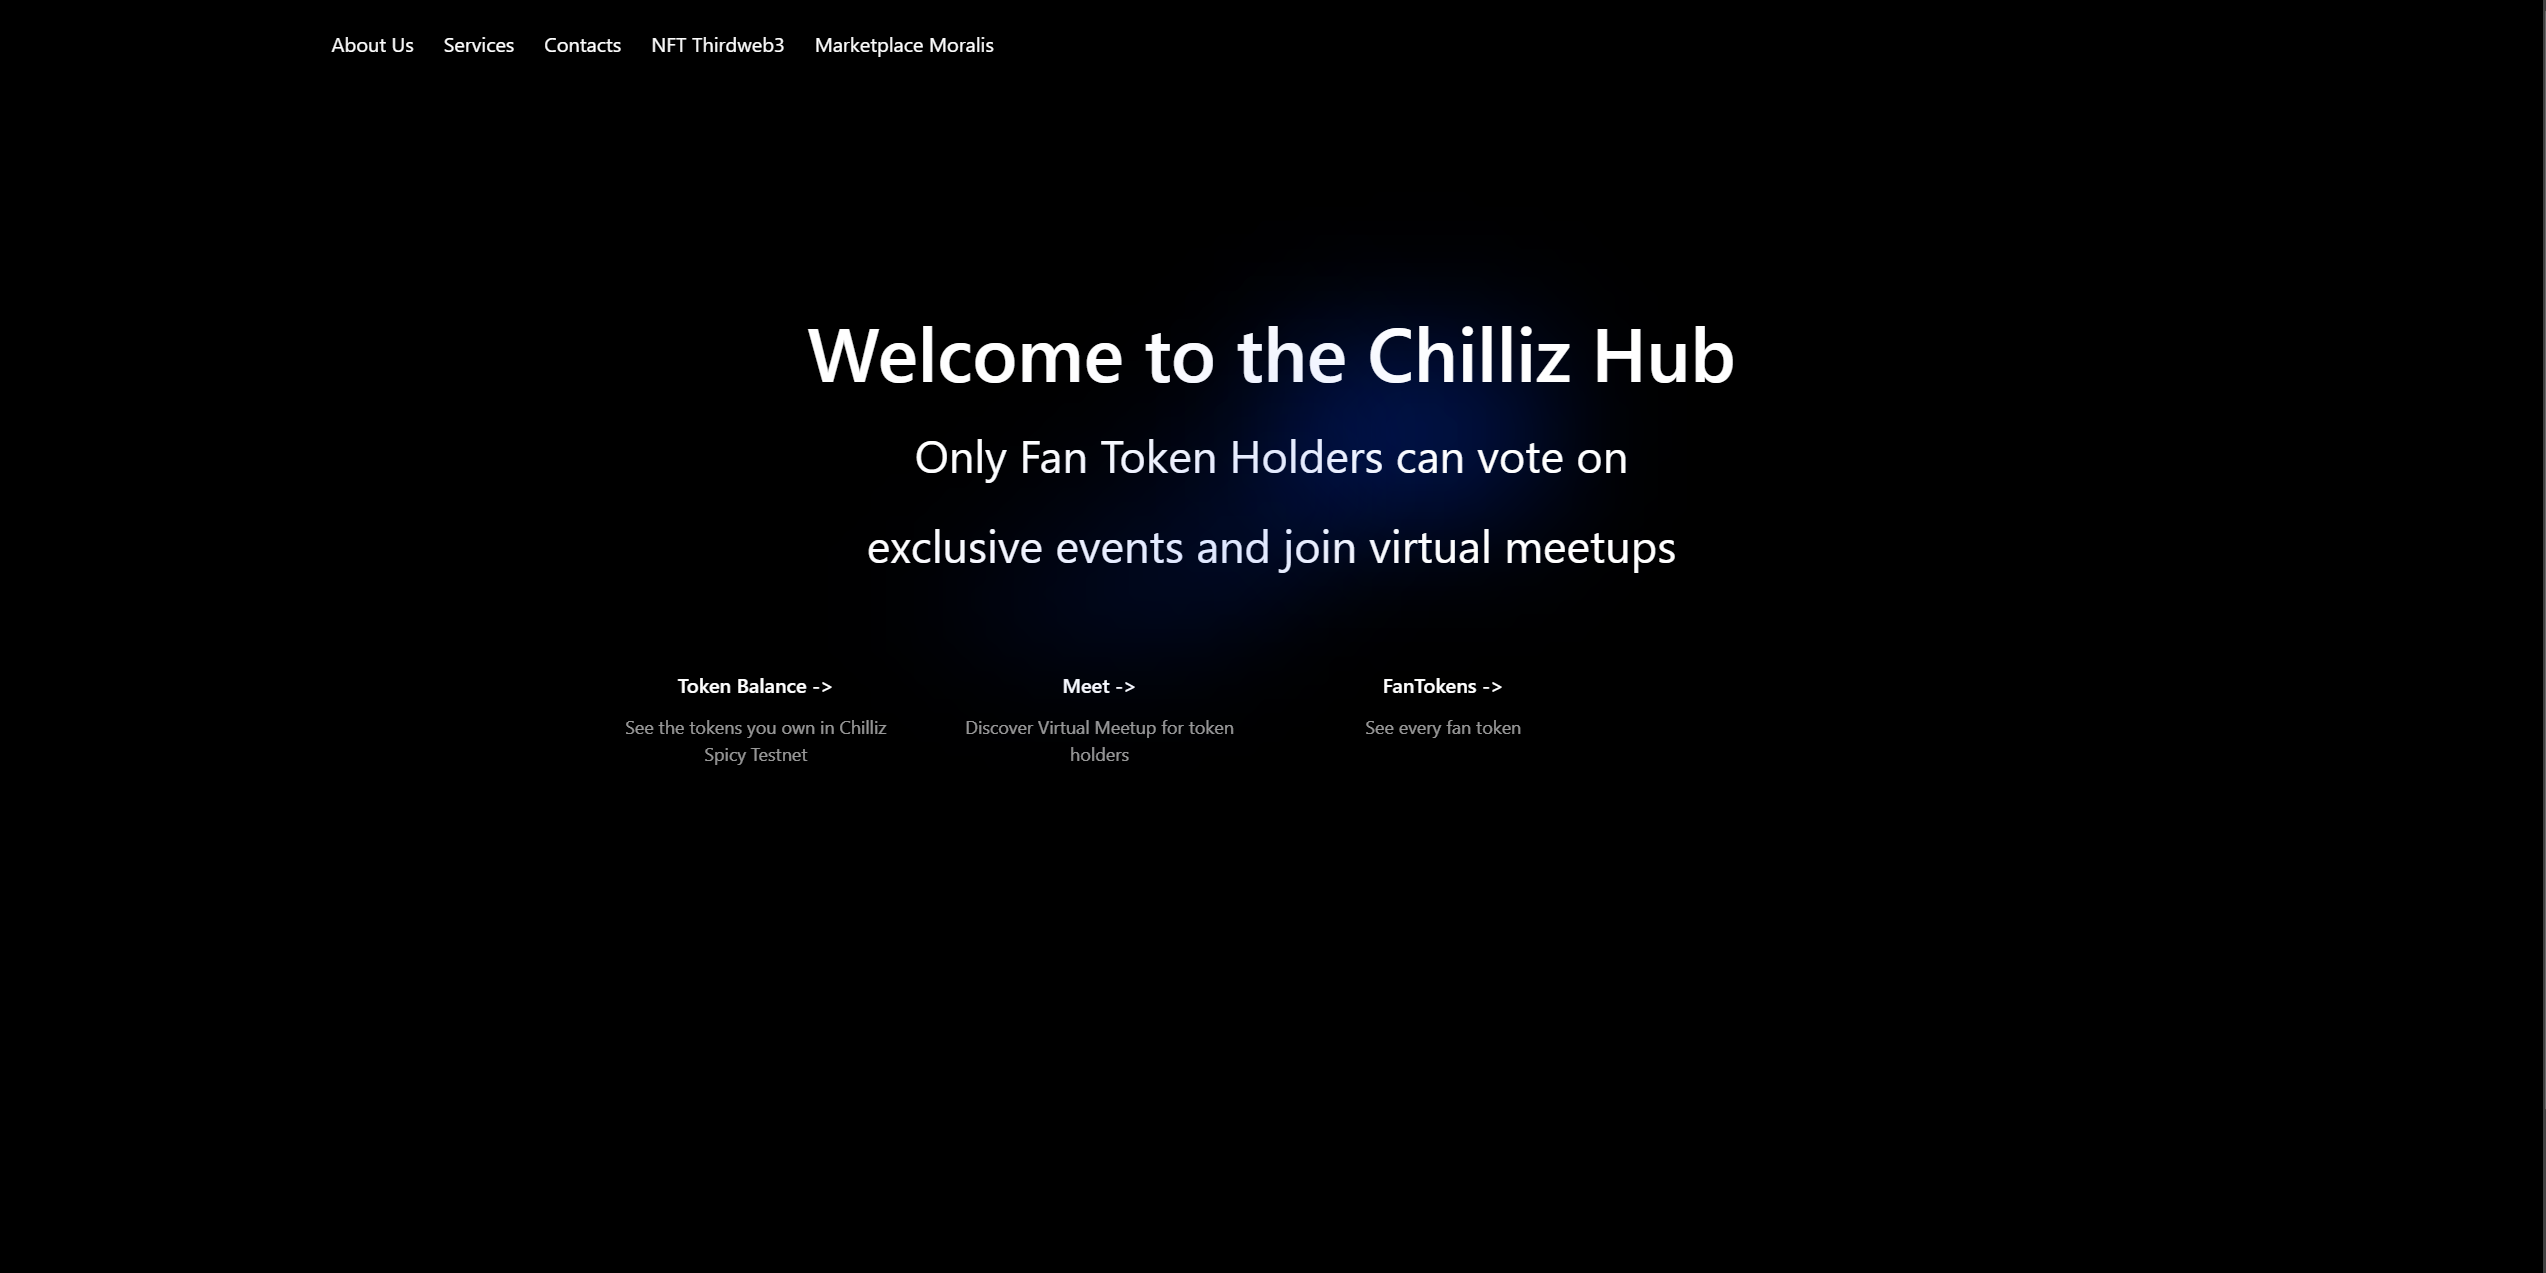 About Us Services Contacts NFT Thirdweb3 Marketplace Moralis
Welcome to the Chilliz Hub
Only Fan Token Holders can vote on
exclusive events and join virtual meetups
Token Balance ->
See the tokens you own in Chilliz
Spicy Testnet
Meet ->
Discover Virtual Meetup for token
holders
FanTokens ->
See every fan token